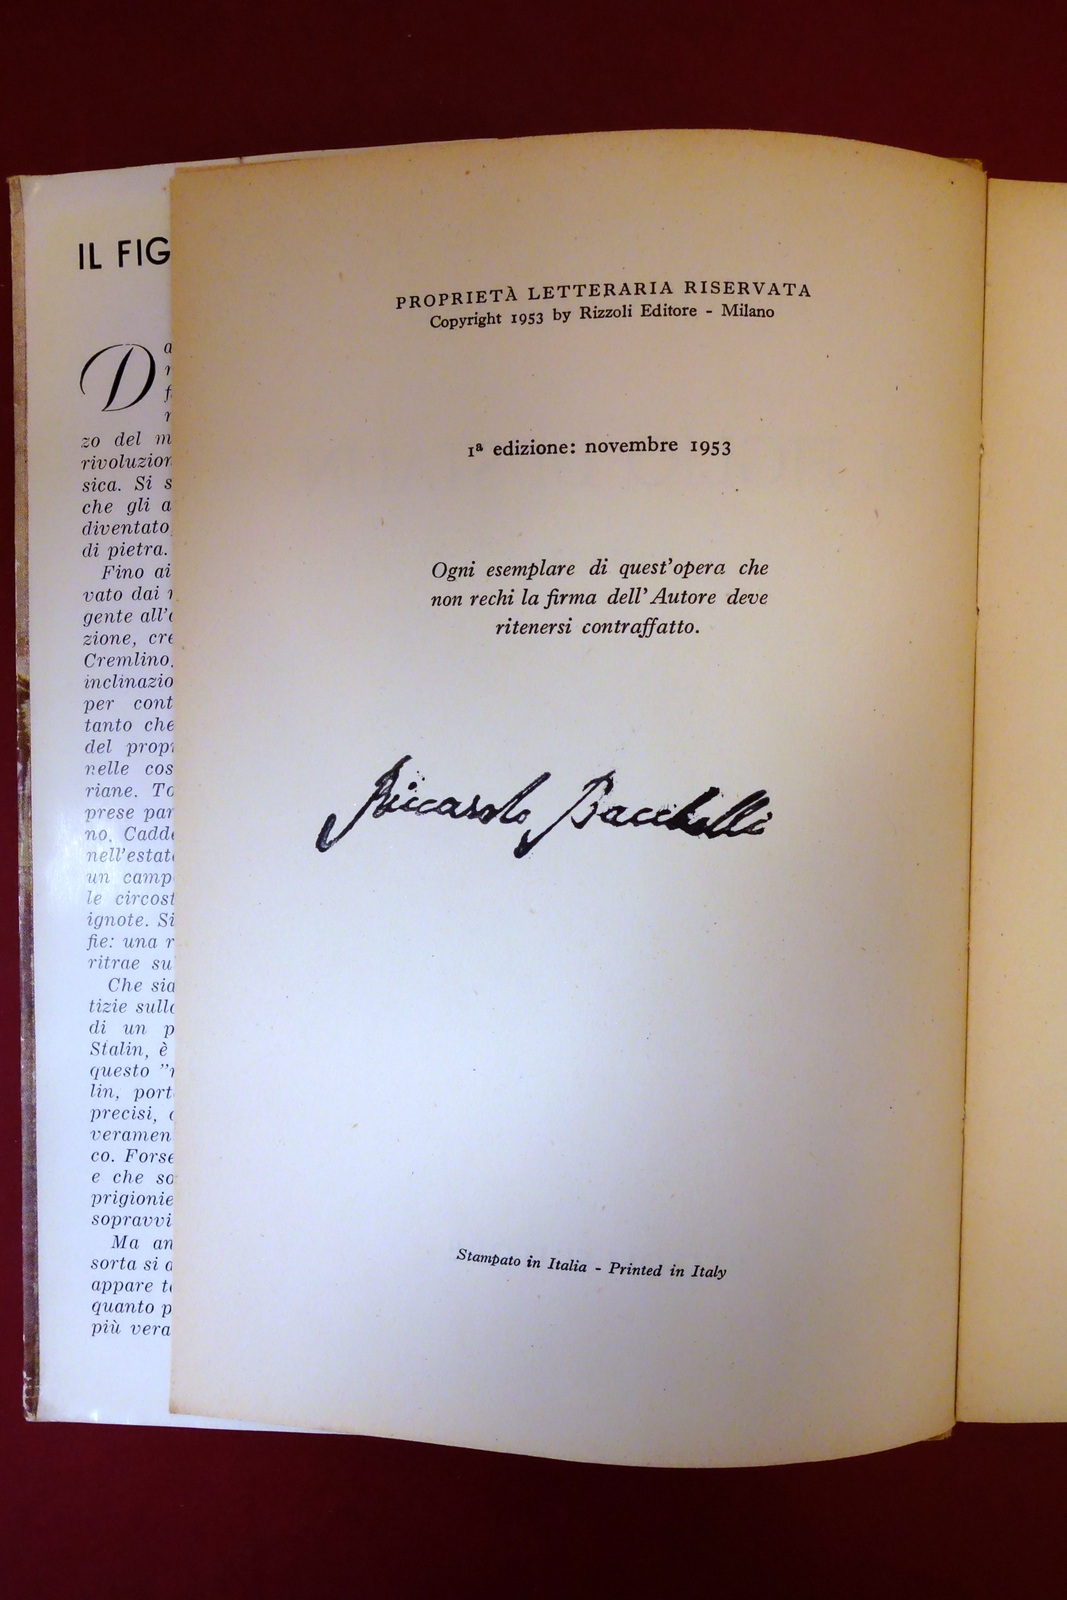 IL FIG
D a
zo del m
rivoluzion
sica. Si s
che gli a
diventato,
di pietra.
Fino ai
vato dai
gente all'
zione, cre
Cremlino,
inclinazio
per cont
tanto che
del propr
nelle cos
riane. To
prese par
no. Cadd
nell'estat
un camp
le circost
ignote. Si
fie: una r
ritrae su
Che sia
tizie sull
di un p
Stalin, è
questo "
lin, port
precisi,
veramen
co. Forse
e che so
prigionie
sopravvi
Ma an
sorta si
appare t
quanto p
più vera
PROPRIETÀ LETTERARIA RISERVATA
Copyright 1953 by Rizzoli Editore - Milano
1ª edizione: novembre 1953
Ogni esemplare di quest'opera che
non rechi la firma dell'Autore deve
ritenersi contraffatto.
Riccardo Bacchelli
Stampato in Italia - Printed in Italy